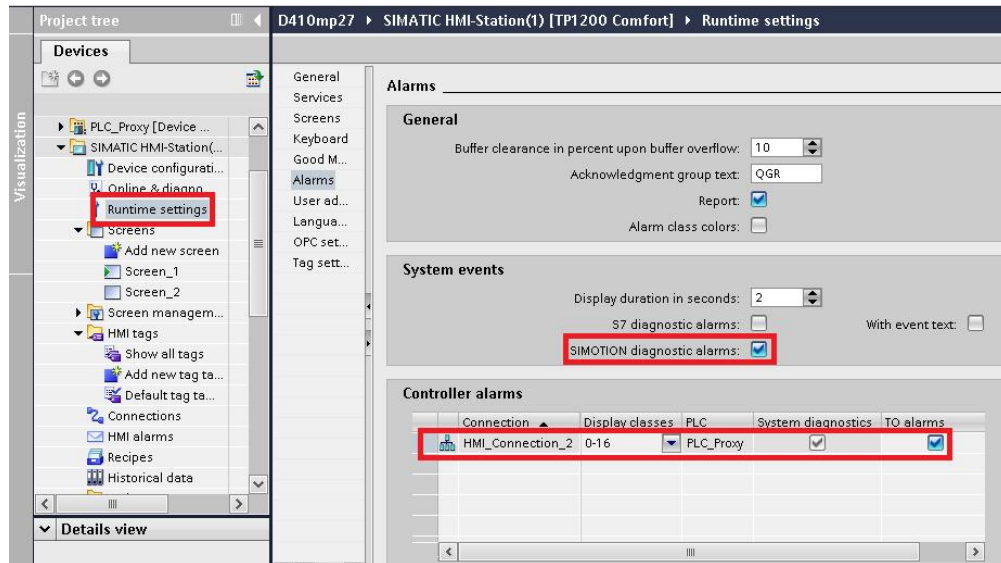 Project tree
D410mp27 ▸ SIMATIC HMI-Station(1) [TP1200 Comfort] ▸ Runtime settings
Visualization
Devices
PLC_Proxy [Device ...
SIMATIC HMI-Station(...
Device configurati...
Online & diagno...
Runtime settings
Screens
Add new screen
Screen_1
Screen_2
Screen managem...
HMI tags
Show all tags
Add new tag ta...
Default tag ta...
Connections
HMI alarms
Recipes
Historical data
Details view
General
Services
Screens
Keyboard
Good M...
Alarms
User ad...
Langua...
OPC set...
Tag sett...
Alarms
General
Buffer clearance in percent upon buffer overflow: 10
Acknowledgment group text: QGR
Report:
Alarm class colors:
System events
Display duration in seconds: 2
S7 diagnostic alarms: With event text:
SIMOTION diagnostic alarms:
Controller alarms
Connection Display classes PLC System diagnostics TO alarms
HMI_Connection_2 0-16 PLC_Proxy